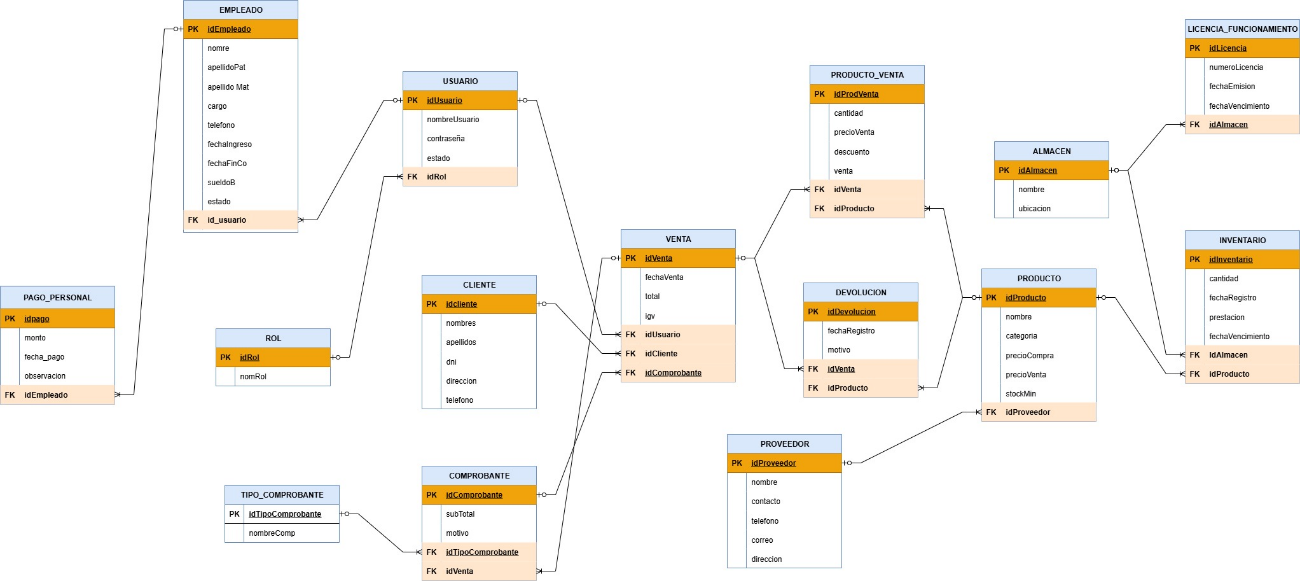 EMPLEADO
PK idEmpleado
nomre
apellidoPat
apellido Mat
cargo
telefono
fechaIngreso
fechaFinCo
sueldoB
estado
FK id_usuario
USUARIO
PK idUsuario
nombreUsuario
contraseña
estado
FK idRol
PRODUCTO_VENTA
PK idProdVenta
cantidad
precioVenta
descuento
venta
FK idVenta
FK idProducto
LICENCIA_FUNCIONAMIENTO
PK idLicencia
numeroLicencia
fechaEmision
fechaVencimiento
FK idAlmacen
ALMACEN
PK idAlmacen
nombre
ubicacion
VENTA
PK idVenta
fechaVenta
total
igv
FK idUsuario
FK idCliente
FK idComprobante
INVENTARIO
PK idInventario
cantidad
fechaRegistro
prestacion
fechaVencimiento
FK idAlmacen
FK idProducto
PAGO_PERSONAL
PK idpago
monto
fecha_pago
observacion
FK idEmpleado
ROL
PK idRol
nomRol
CLIENTE
PK idcliente
nombres
apellidos
dni
direccion
telefono
DEVOLUCION
PK idDevolucion
fechaRegistro
motivo
FK idVenta
FK idProducto
PRODUCTO
PK idProducto
nombre
categoria
precioCompra
precioVenta
stockMin
FK idProveedor
PROVEEDOR
PK idProveedor
nombre
contacto
telefono
correo
direccion
TIPO_COMPROBANTE
PK idTipoComprobante
nombreComp
COMPROBANTE
PK idComprobante
subTotal
motivo
FK idTipoComprobante
FK idVenta